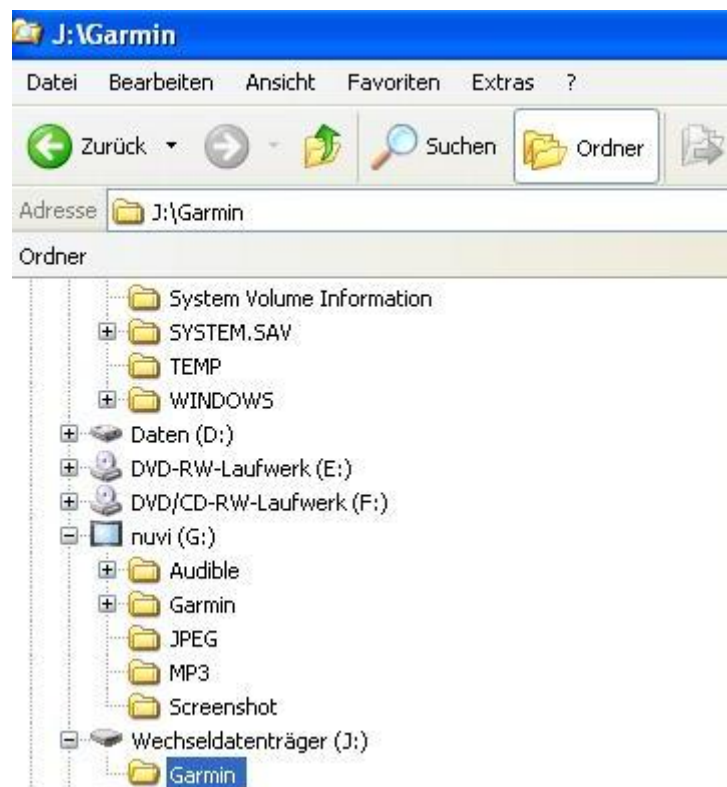 J:\Garmin
Datei Bearbeiten Ansicht Favoriten Extras ?
Zurück Suchen Ordner
Adresse J:\Garmin
Ordner
System Volume Information
SYSTEM.SAV
TEMP
WINDOWS
Daten (D:)
DVD-RW-Laufwerk (E:)
DVD/CD-RW-Laufwerk (F:)
nuvi (G:)
Audible
Garmin
JPEG
MP3
Screenshot
Wechseldatenträger (J:)
Garmin